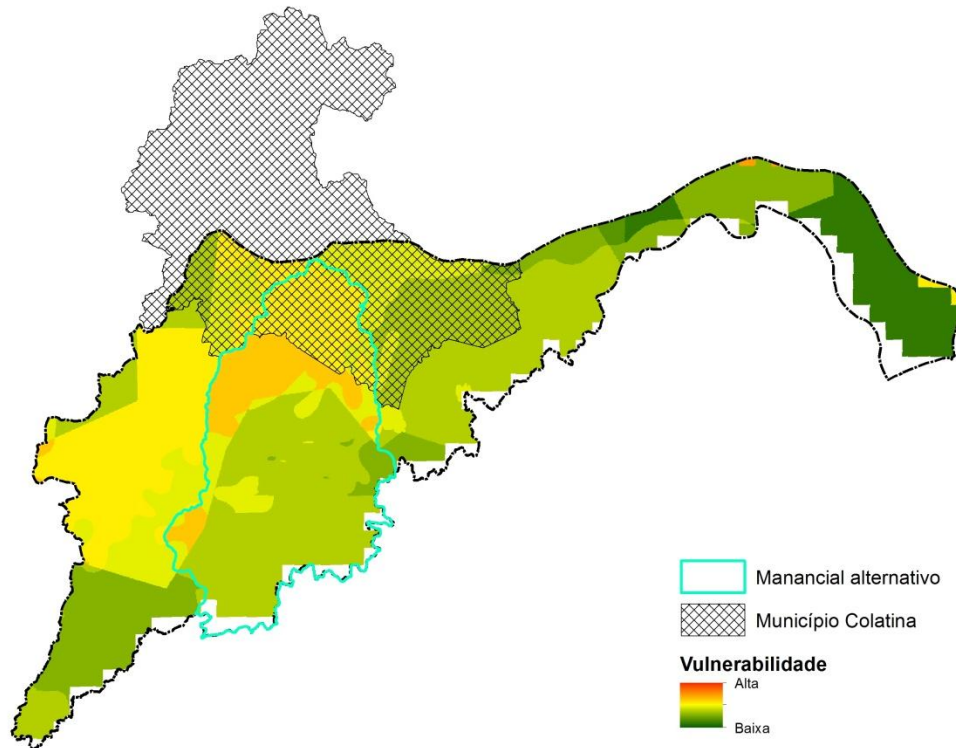 Manancial alternativo
Município Colatina
Vulnerabilidade
Alta
Baixa